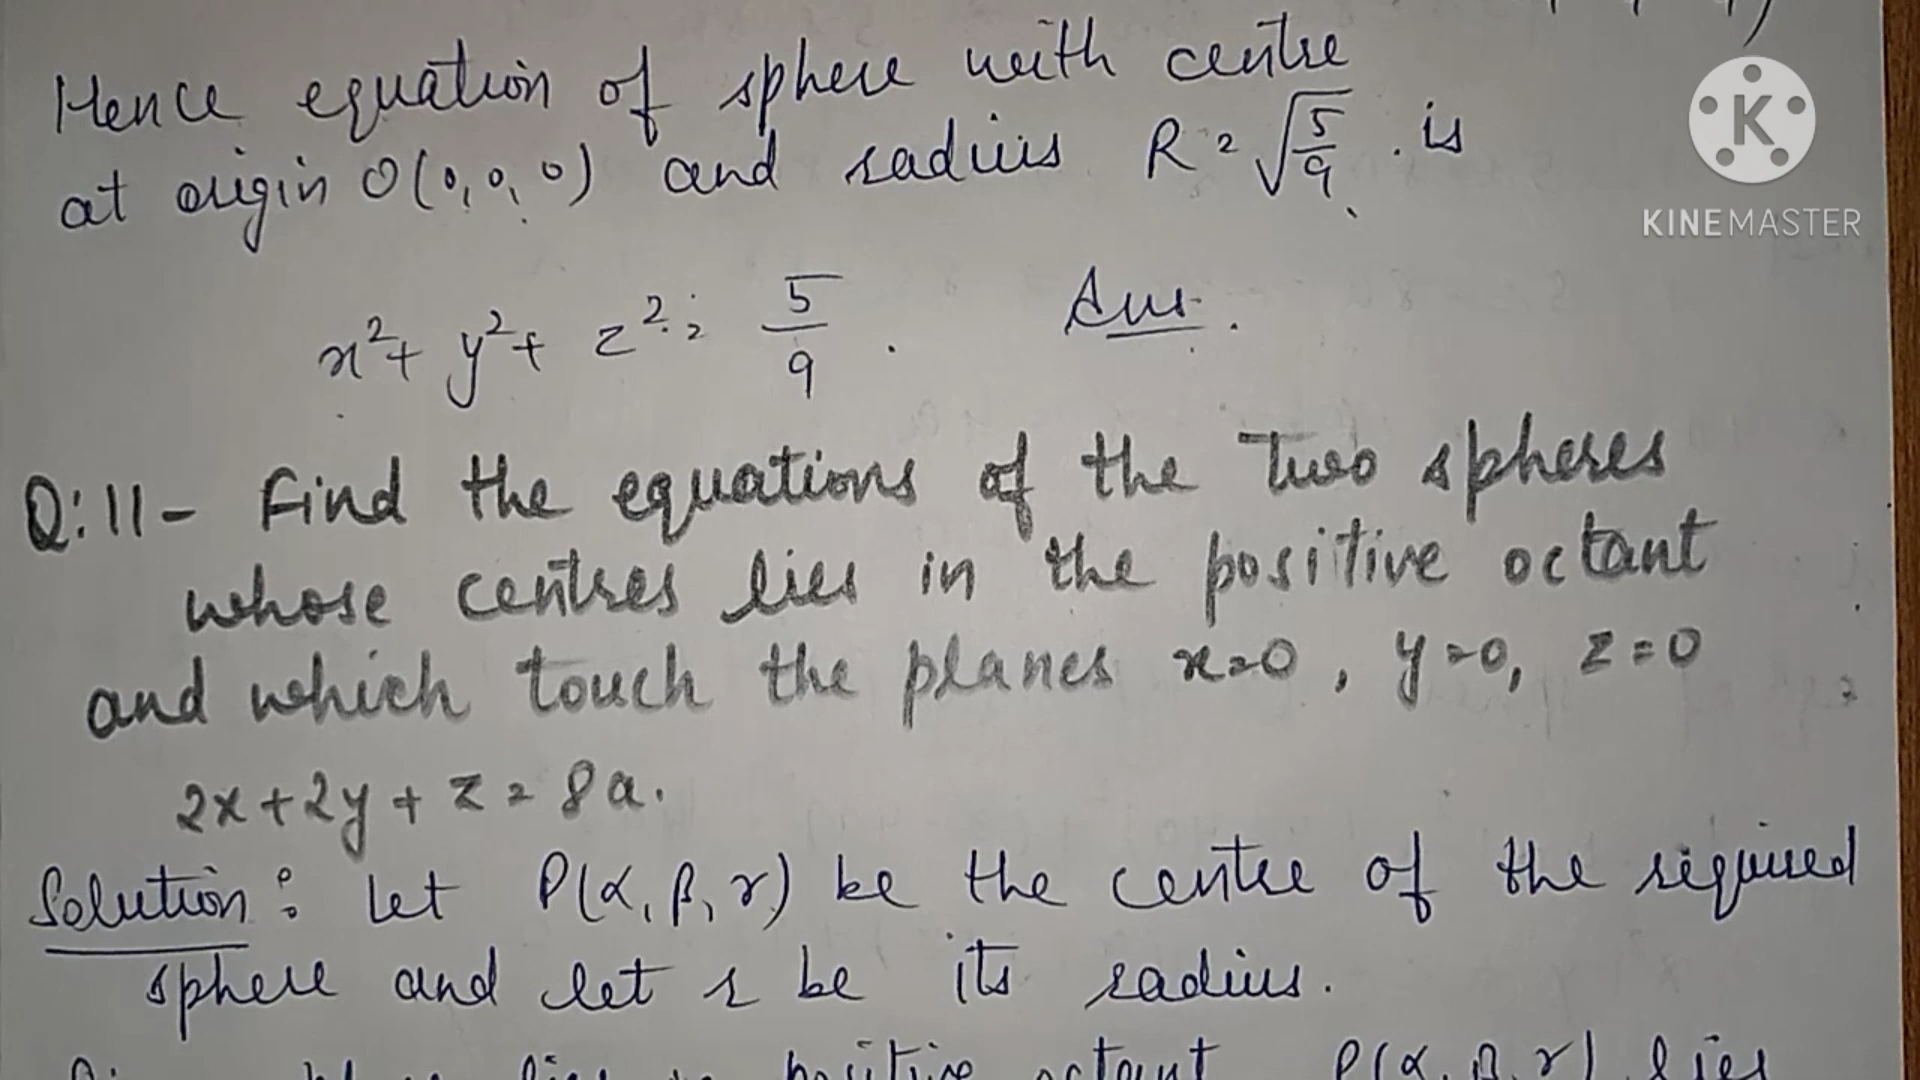 Hence equation of sphere with centre
at origin O(0,0,0) and radius R = √5/9 . is
KINEMASTER
x²+ y²+ z² = 5/9 . Ans.
Q:11- Find the equations of the two spheres
whose centres lies in the positive octant
and which touch the planes x=0, y=0, z=0
2x+2y+z=8a.
Solution: Let P(α,β,γ) be the centre of the required
sphere and let r be its radius.
positive octant P(α,β,γ) lies